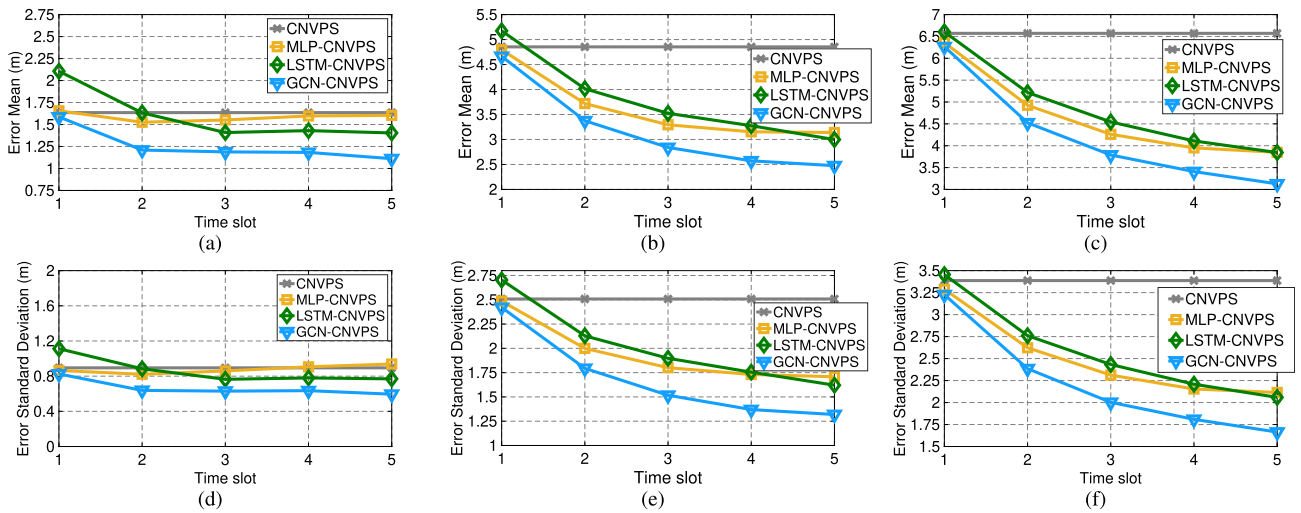 2.75
2.5
2.25
2
1.75
1.5
1.25
1
0.75
Error Mean (m)
CNVPS
MLP-CNVPS
LSTM-CNVPS
GCN-CNVPS
1 2 3 4 5
Time slot
(a)
5.5
5
4.5
4
3.5
3
2.5
2
Error Mean (m)
CNVPS
MLP-CNVPS
LSTM-CNVPS
GCN-CNVPS
1 2 3 4 5
Time slot
(b)
7
6.5
6
5.5
5
4.5
4
3.5
3
Error Mean (m)
CNVPS
MLP-CNVPS
LSTM-CNVPS
GCN-CNVPS
1 2 3 4 5
Time slot
(c)
2
1.6
1.2
0.8
0.4
0
Error Standard Deviation (m)
CNVPS
MLP-CNVPS
LSTM-CNVPS
GCN-CNVPS
1 2 3 4 5
Time slot
(d)
2.75
2.5
2.25
2
1.75
1.5
1.25
1
Error Standard Deviation (m)
CNVPS
MLP-CNVPS
LSTM-CNVPS
GCN-CNVPS
1 2 3 4 5
Time slot
(e)
3.5
3.25
3
2.75
2.5
2.25
2
1.75
1.5
Error Standard Deviation (m)
CNVPS
MLP-CNVPS
LSTM-CNVPS
GCN-CNVPS
1 2 3 4 5
Time slot
(f)